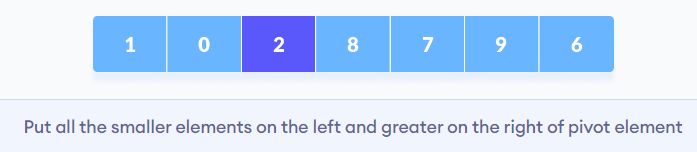 1 0 2 8 7 9 6
Put all the smaller elements on the left and greater on the right of pivot element